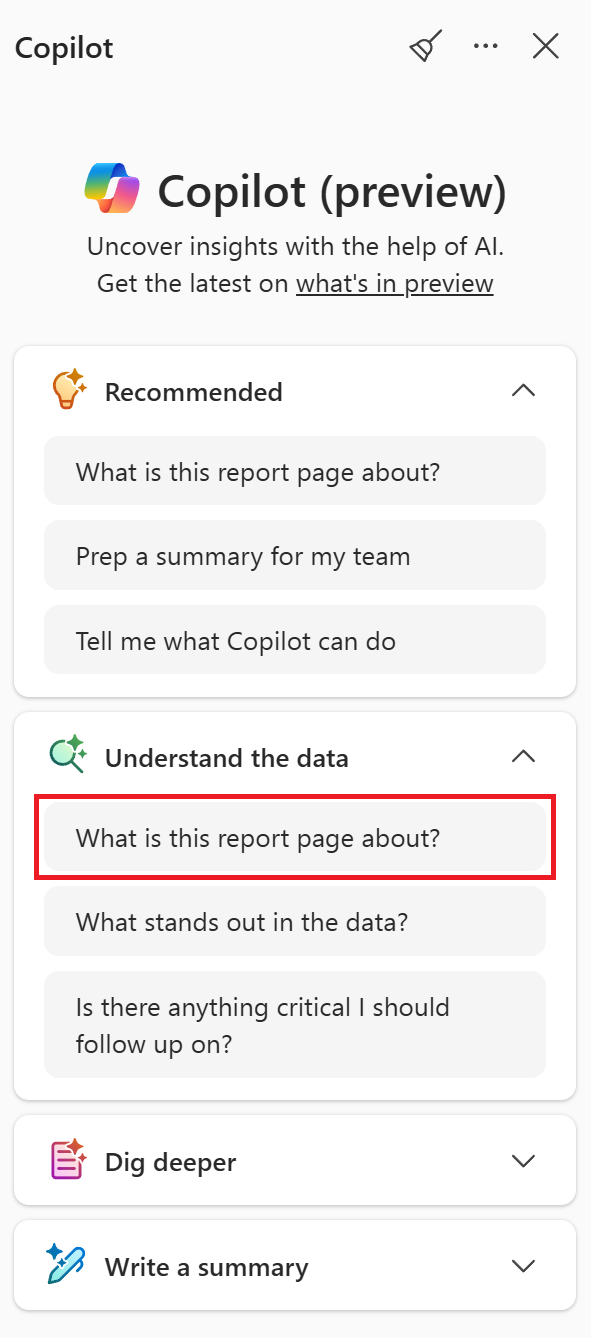 Copilot
Copilot (preview)
Uncover insights with the help of AI.
Get the latest on what's in preview
Recommended
What is this report page about?
Prep a summary for my team
Tell me what Copilot can do
Understand the data
What is this report page about?
What stands out in the data?
Is there anything critical I should
follow up on?
Dig deeper
Write a summary